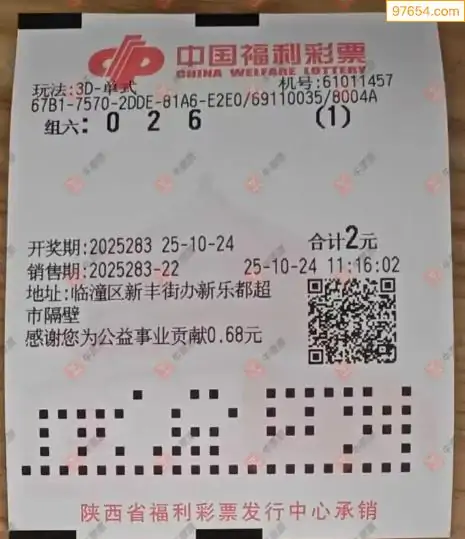 97654.com
中国福利彩票
CHINA WELFARE LOTTERY
玩法:3D-单式 机号:61011457
67B1-7570-2DDE-81A6-E2E0/69110035/8004A
组六: 0 2 6 (1)
开奖期:2025283 25-10-24 合计2元
销售期:2025283-22 25-10-24 11:16:02
地址:临潼区新丰街办新乐都超
市隔壁
感谢您为公益事业贡献0.68元
陕西省福利彩票发行中心承销